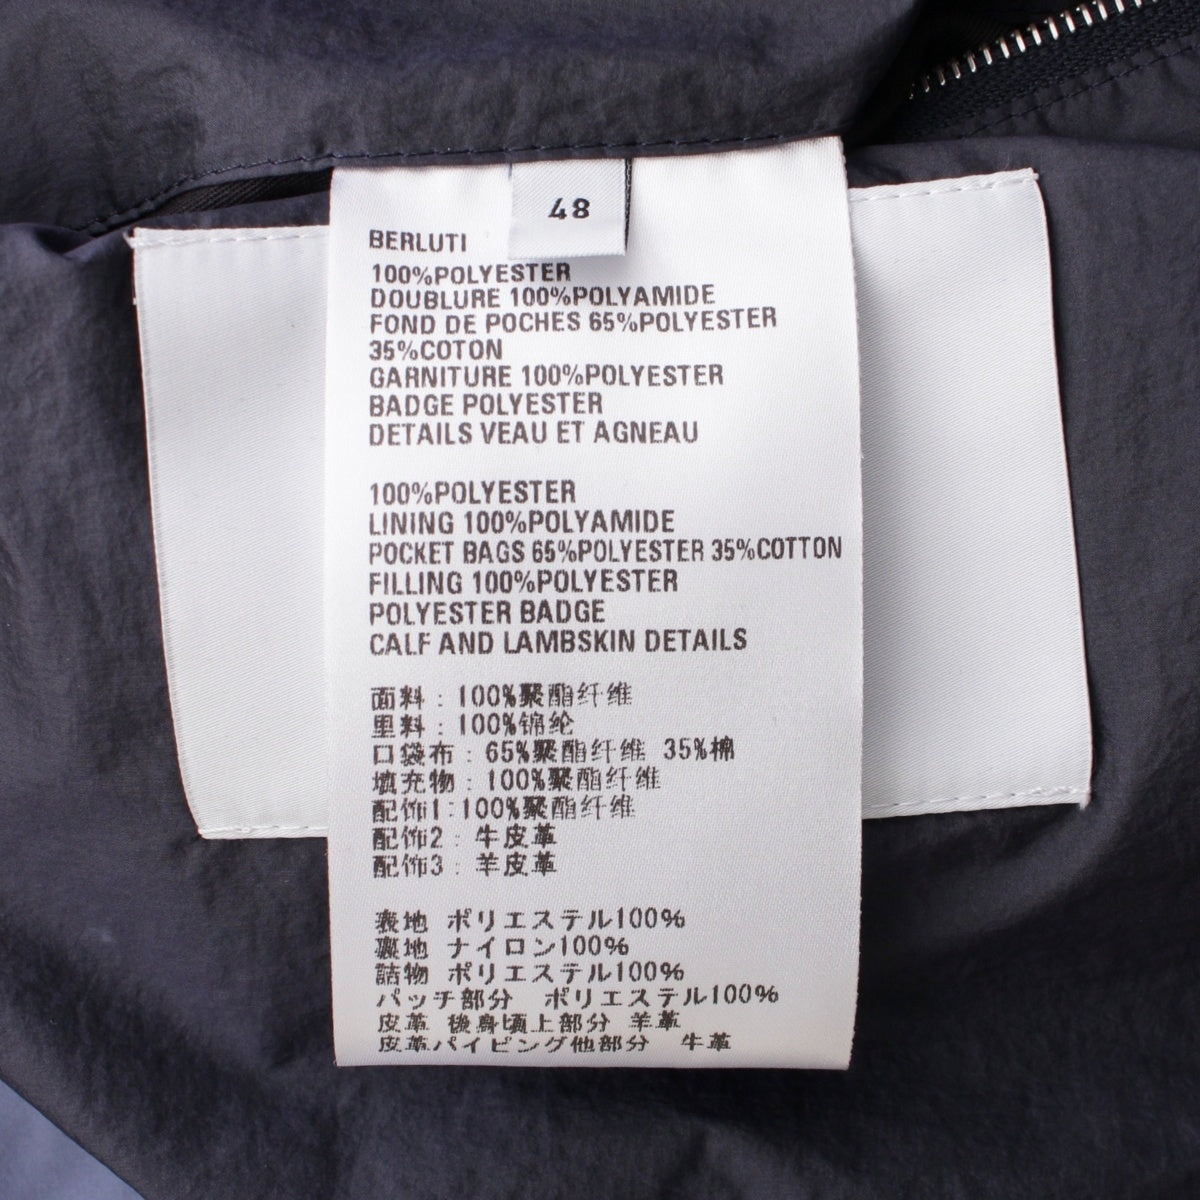 48
BERLUTI
100%POLYESTER
DOUBLURE 100%POLYAMIDE
FOND DE POCHES 65%POLYESTER
35%COTON
GARNITURE 100%POLYESTER
BADGE POLYESTER
DETAILS VEAU ET AGNEAU
100%POLYESTER
LINING 100%POLYAMIDE
POCKET BAGS 65%POLYESTER 35%COTTON
FILLING 100%POLYESTER
POLYESTER BADGE
CALF AND LAMBSKIN DETAILS
面料：100%聚酯纤维
里料：100%锦纶
口袋布：65%聚酯纤维 35%棉
填充物：100%聚酯纤维
配饰1:100%聚酯纤维
配饰2：牛皮革
配饰3：羊皮革
表地 ポリエステル100%
裏地 ナイロン100%
詰物 ポリエステル100%
パッチ部分 ポリエステル100%
皮革 後身頃上部分 羊革
皮革パイピング他部分 牛革